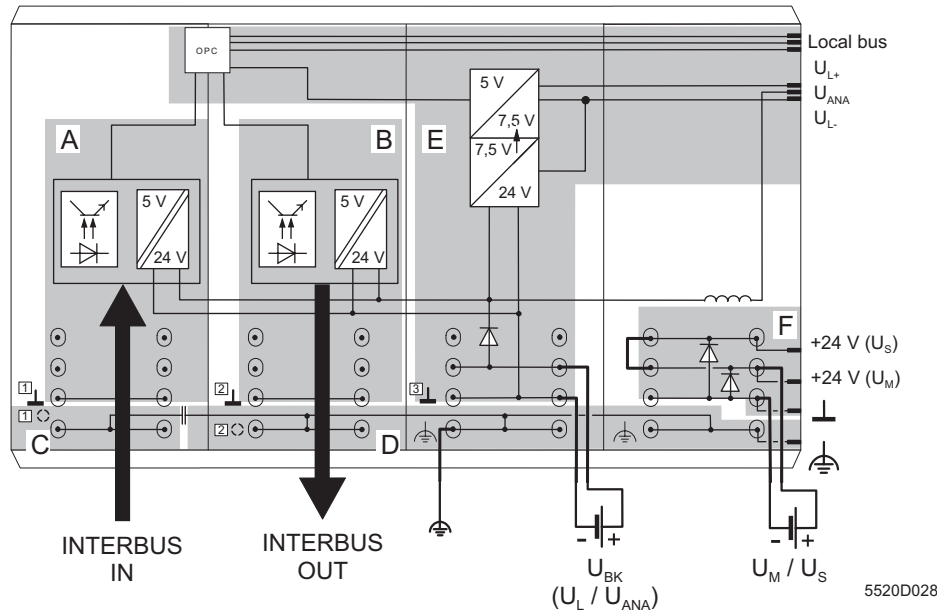 OPC
Local bus
U_L+
U_ANA
U_L-
A
B
E
5 V
7,5 V
7,5 V
24 V
5 V
24 V
5 V
24 V
F
+24 V (U_S)
+24 V (U_M)
1
2
3
1
2
C
D
INTERBUS
IN
INTERBUS
OUT
- +
U_BK
(U_L / U_ANA)
- +
U_M / U_S
5520D028